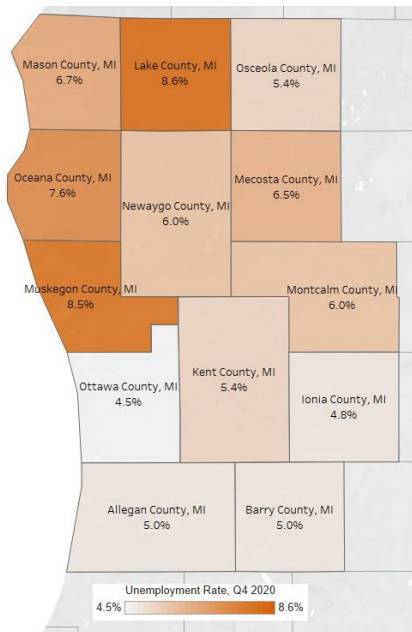 Mason County, MI
6.7%
Lake County, MI
8.6%
Osceola County, MI
5.4%
Oceana County, MI
7.6%
Newaygo County, MI
6.0%
Mecosta County, MI
6.5%
Muskegon County, MI
8.5%
Montcalm County, MI
6.0%
Ottawa County, MI
4.5%
Kent County, MI
5.4%
Ionia County, MI
4.8%
Allegan County, MI
5.0%
Barry County, MI
5.0%
Unemployment Rate, Q4 2020
4.5% 8.6%